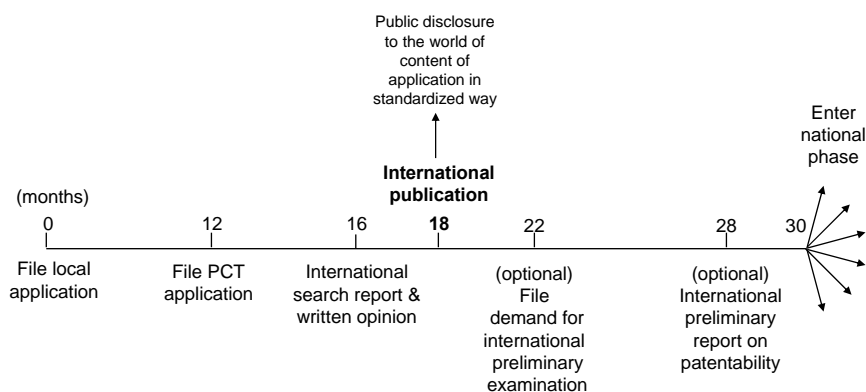 Public disclosure
to the world of
content of
application in
standardized way
Enter
national
phase
International
publication
(months)
0
12
16
18
22
28
30
File local
application
File PCT
application
International
search report &
written opinion
(optional)
File
demand for
international
preliminary
examination
(optional)
International
preliminary
report on
patentability